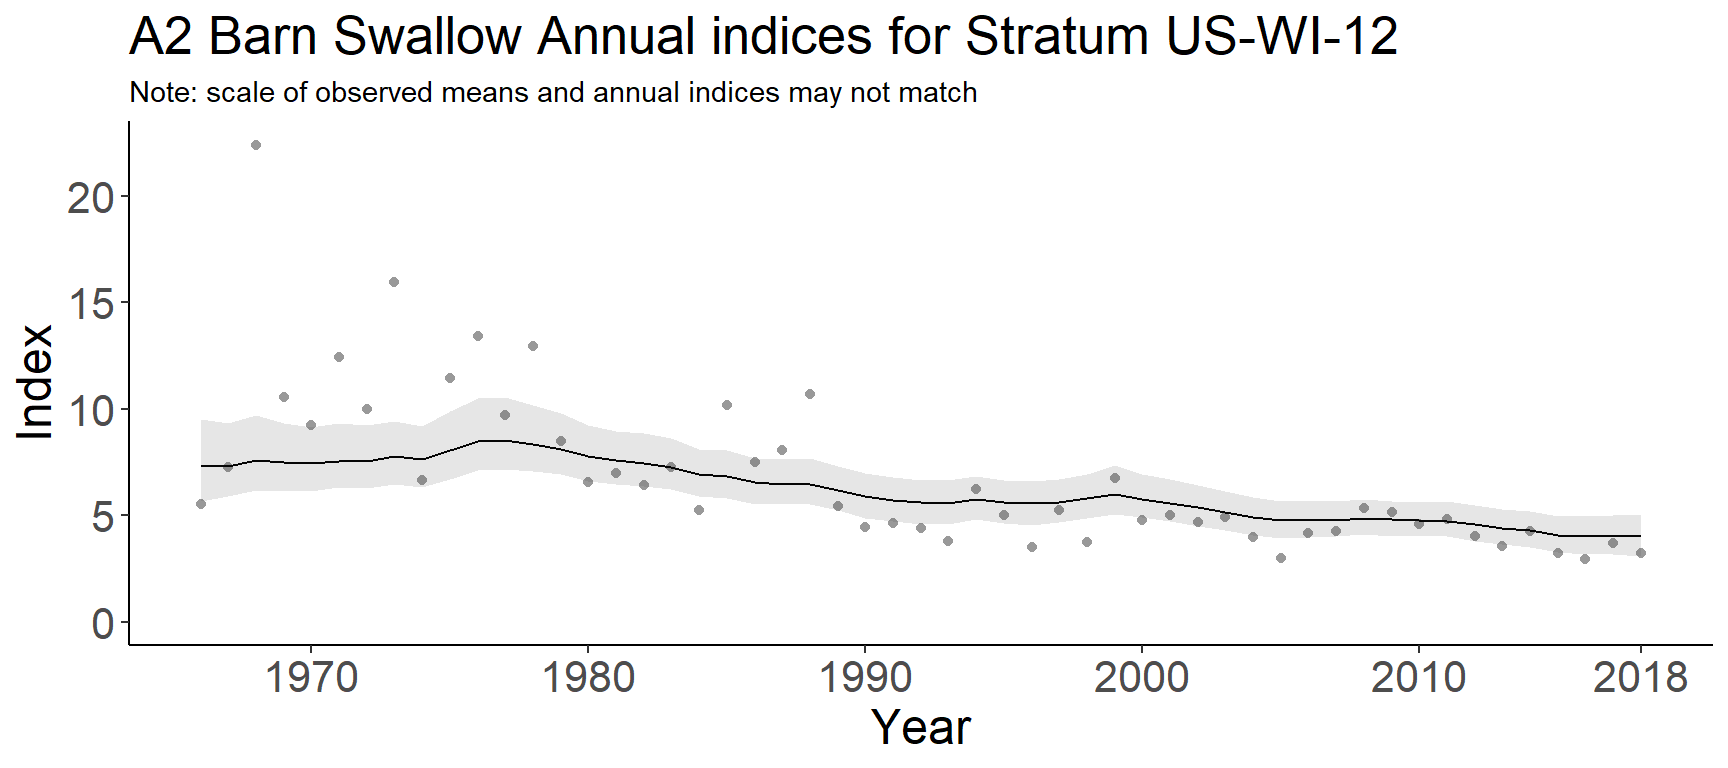 A2 Barn Swallow Annual indices for Stratum US-WI-12
Note: scale of observed means and annual indices may not match
20
15
10
5
0
Index
1970 1980 1990 2000 2010 2018
Year